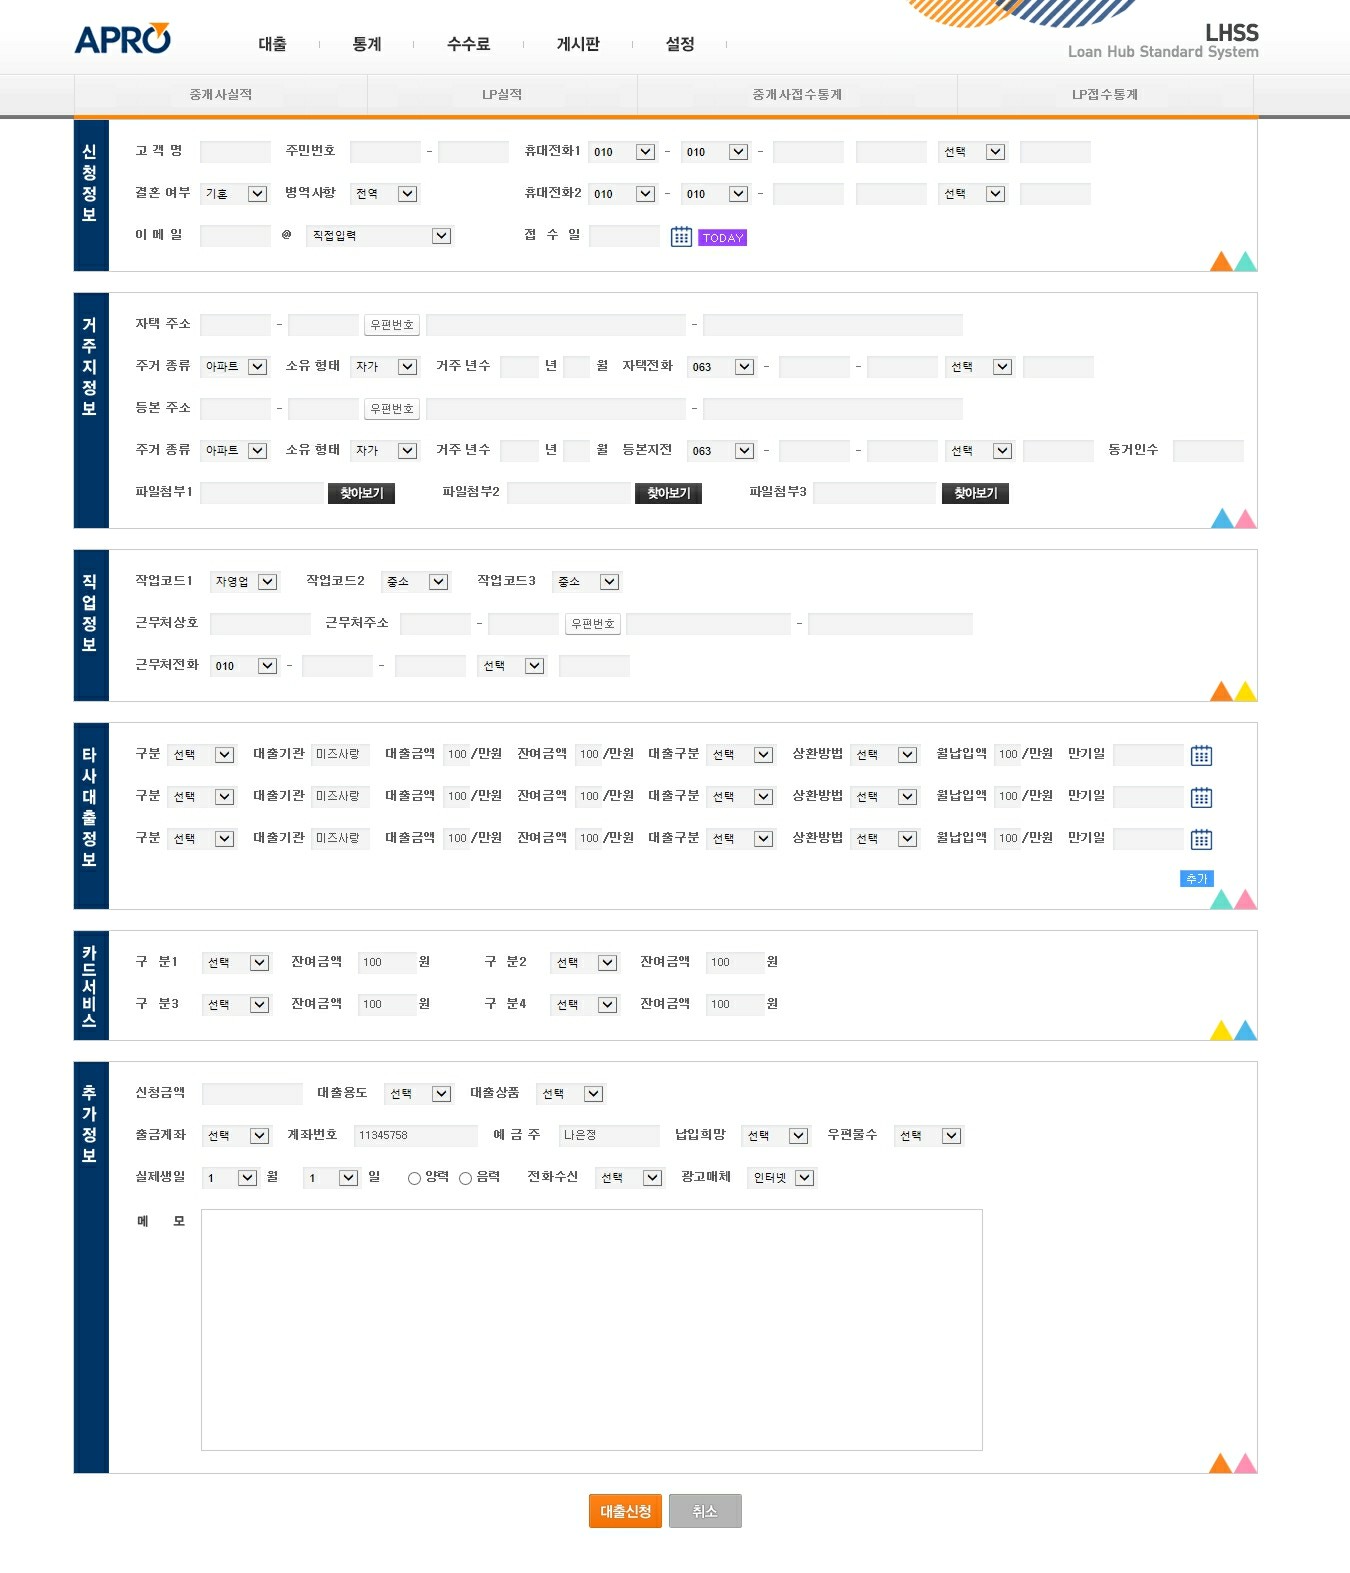 APRO 대출 통계 수수료 게시판 설정 LHSS
Loan Hub Standard System
중개사실적 LP실적 중개사접수통계 LP접수통계
신청정보
고 객 명 주민번호 - 휴대전화1 010 - 010 - 선택
결혼 여부 기혼 병역사항 전역 휴대전화2 010 - 010 - 선택
이 메 일 @ 직접입력 접 수 일 TODAY
거주지정보
자택 주소 - 우편번호 -
주거 종류 아파트 소유 형태 자가 거주 년수 년 월 자택전화 063 - - 선택
등본 주소 - 우편번호 -
주거 종류 아파트 소유 형태 자가 거주 년수 년 월 등본지전 063 - - 선택 동거인수
파일첨부1 찾아보기 파일첨부2 찾아보기 파일첨부3 찾아보기
직업정보
작업코드1 자영업 작업코드2 중소 작업코드3 중소
근무처상호 근무처주소 - 우편번호 -
근무처전화 010 - - 선택
타사대출정보
구분 선택 대출기관 미즈사랑 대출금액 100 /만원 잔여금액 100 /만원 대출구분 선택 상환방법 선택 월납입액 100 /만원 만기일
구분 선택 대출기관 미즈사랑 대출금액 100 /만원 잔여금액 100 /만원 대출구분 선택 상환방법 선택 월납입액 100 /만원 만기일
구분 선택 대출기관 미즈사랑 대출금액 100 /만원 잔여금액 100 /만원 대출구분 선택 상환방법 선택 월납입액 100 /만원 만기일
추가
카드서비스
구 분1 선택 잔여금액 100 원 구 분2 선택 잔여금액 100 원
구 분3 선택 잔여금액 100 원 구 분4 선택 잔여금액 100 원
추가정보
신청금액 대출용도 선택 대출상품 선택
출금계좌 선택 계좌번호 11345758 예 금 주 나은정 납입희망 선택 우편물수 선택
실제생일 1 월 1 일 양력 음력 전화수신 선택 광고매체 인터넷
메 모
대출신청 취소